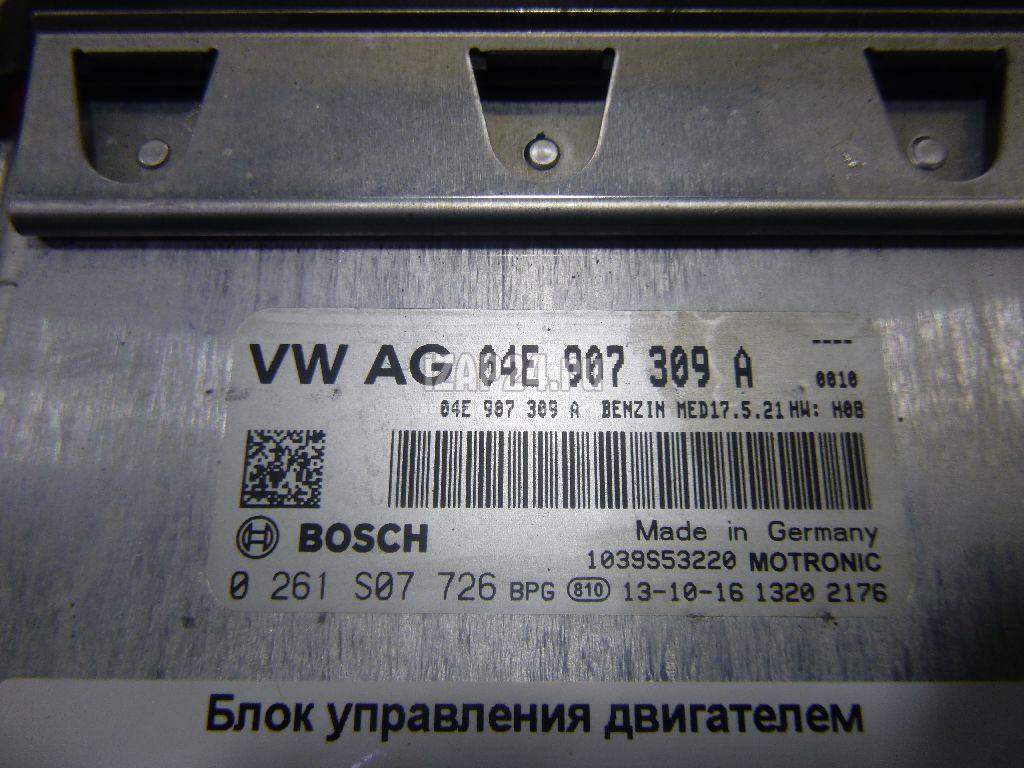 ----
VW AG 04E 907 309 A 0010
04E 907 309 A BENZIN MED17.5.21 HW: H08
BOSCH
Made in Germany
1039S53220 MOTRONIC
0 261 S07 726 BPG 810 13-10-16 1320 2176
Блок управления двигателем